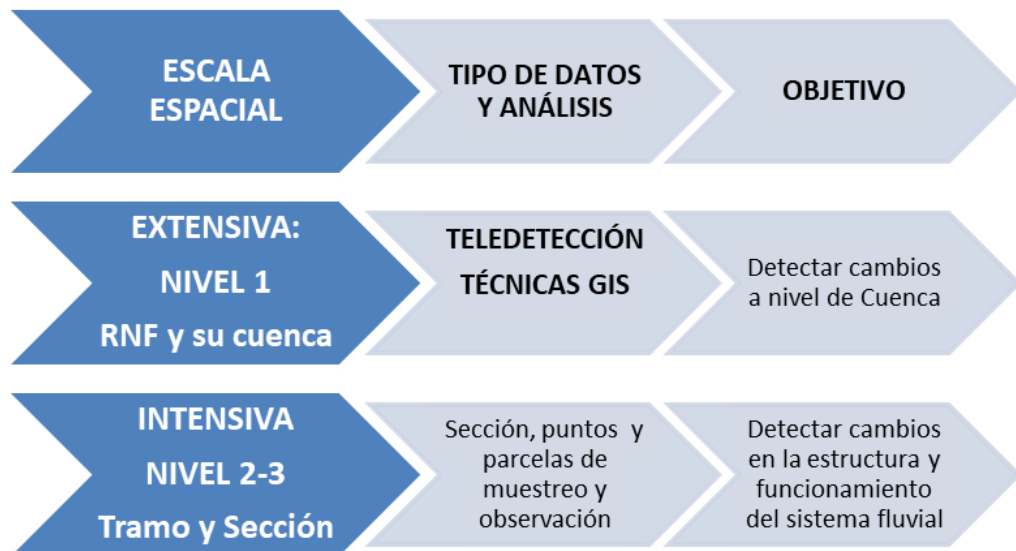 ESCALA
ESPACIAL
TIPO DE DATOS
Y ANÁLISIS
OBJETIVO
EXTENSIVA:
NIVEL 1
RNF y su cuenca
TELEDETECCIÓN
TÉCNICAS GIS
Detectar cambios
a nivel de Cuenca
INTENSIVA
NIVEL 2-3
Tramo y Sección
Sección, puntos y
parcelas de
muestreo y
observación
Detectar cambios
en la estructura y
funcionamiento
del sistema fluvial